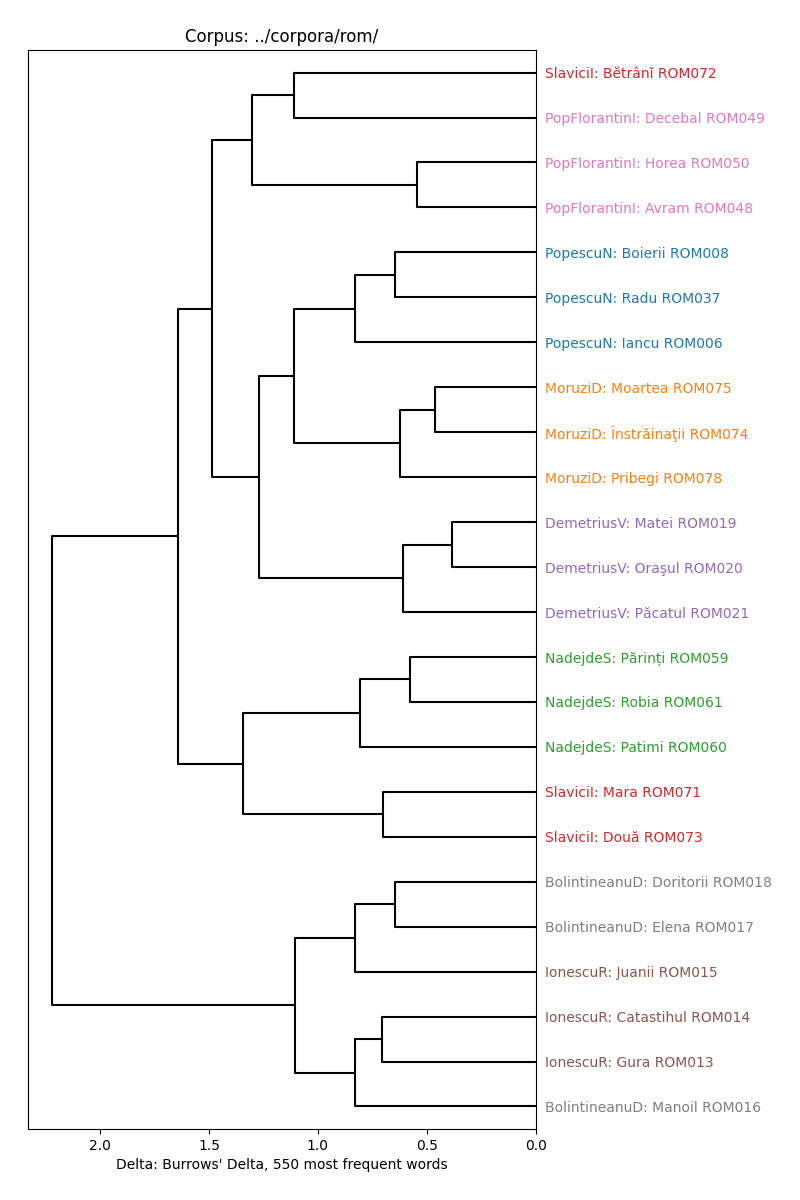 Corpus: ../corpora/rom/
SlaviciI: Bĕtrânĭ ROM072
PopFlorantinI: Decebal ROM049
PopFlorantinI: Horea ROM050
PopFlorantinI: Avram ROM048
PopescuN: Boierii ROM008
PopescuN: Radu ROM037
PopescuN: Iancu ROM006
MoruziD: Moartea ROM075
MoruziD: Înstrăinaţii ROM074
MoruziD: Pribegi ROM078
DemetriusV: Matei ROM019
DemetriusV: Oraşul ROM020
DemetriusV: Păcatul ROM021
NadejdeS: Părinți ROM059
NadejdeS: Robia ROM061
NadejdeS: Patimi ROM060
SlaviciI: Mara ROM071
SlaviciI: Două ROM073
BolintineanuD: Doritorii ROM018
BolintineanuD: Elena ROM017
IonescuR: Juanii ROM015
IonescuR: Catastihul ROM014
IonescuR: Gura ROM013
BolintineanuD: Manoil ROM016
2.0 1.5 1.0 0.5 0.0
Delta: Burrows' Delta, 550 most frequent words